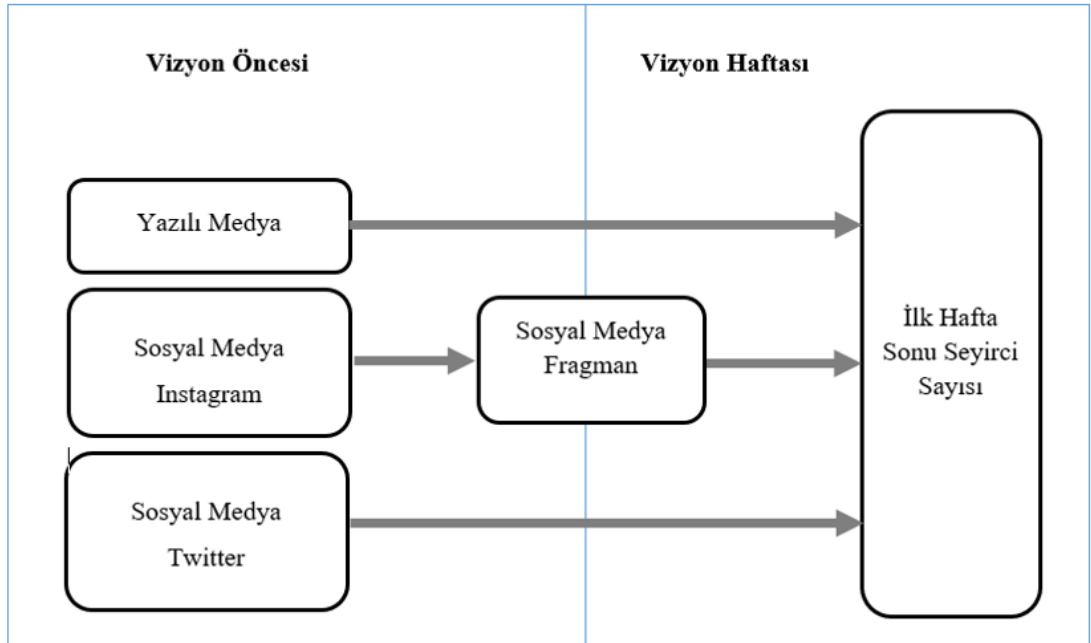 Vizyon Öncesi
Vizyon Haftası
Yazılı Medya
Sosyal Medya
Instagram
Sosyal Medya
Fragman
Sosyal Medya
Twitter
İlk Hafta
Sonu Seyirci
Sayısı